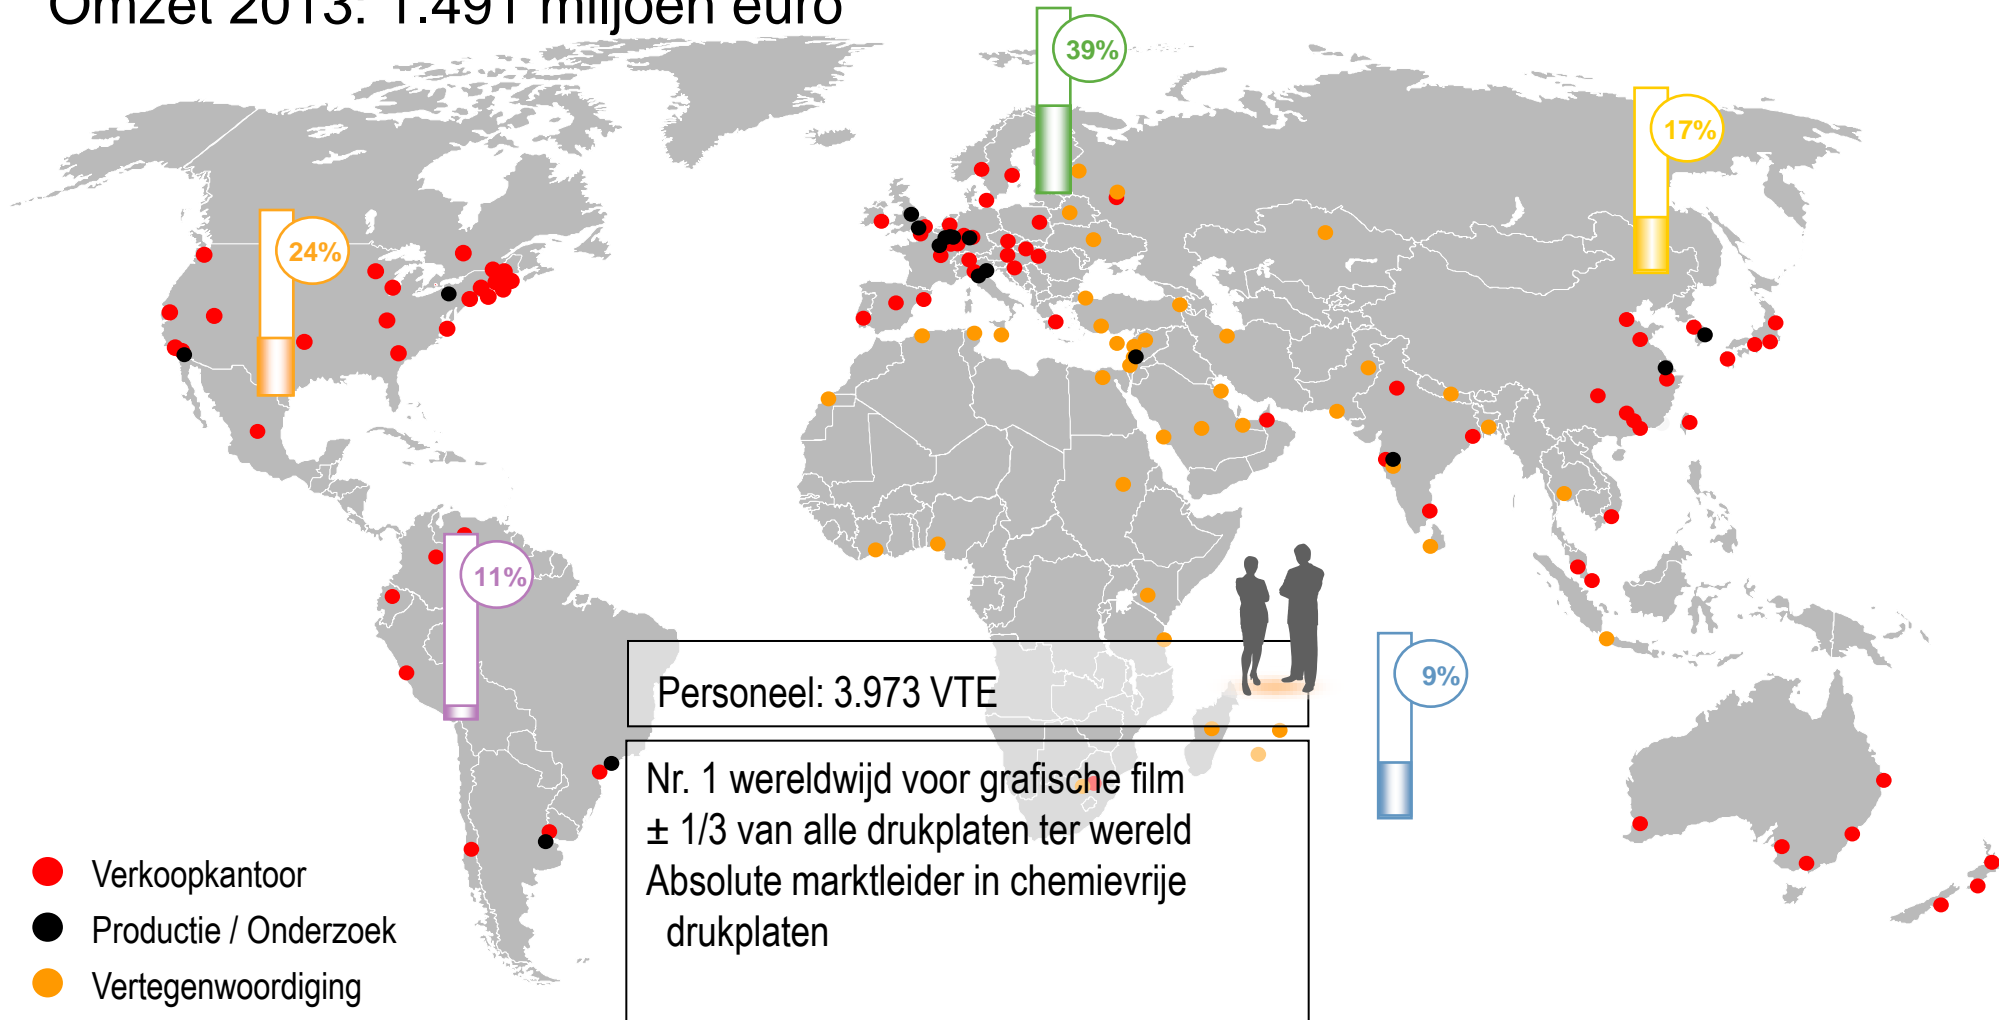 Omzet 2013: 1.491 miljoen euro
39%
17%
24%
11%
9%
Personeel: 3.973 VTE
Nr. 1 wereldwijd voor grafische film
± 1/3 van alle drukplaten ter wereld
Absolute marktleider in chemievrije
drukplaten
Verkoopkantoor
Productie / Onderzoek
Vertegenwoordiging